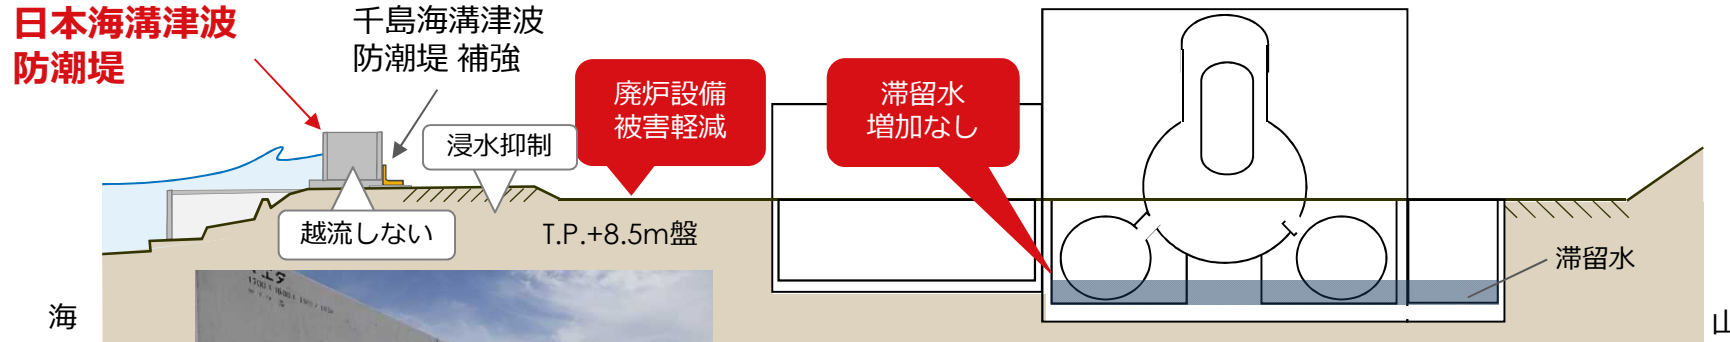 日本海溝津波
防潮堤
千島海溝津波
防潮堤 補強
廃炉設備
被害軽減
滞留水
増加なし
浸水抑制
越流しない
T.P.+8.5m盤
滞留水
海
山